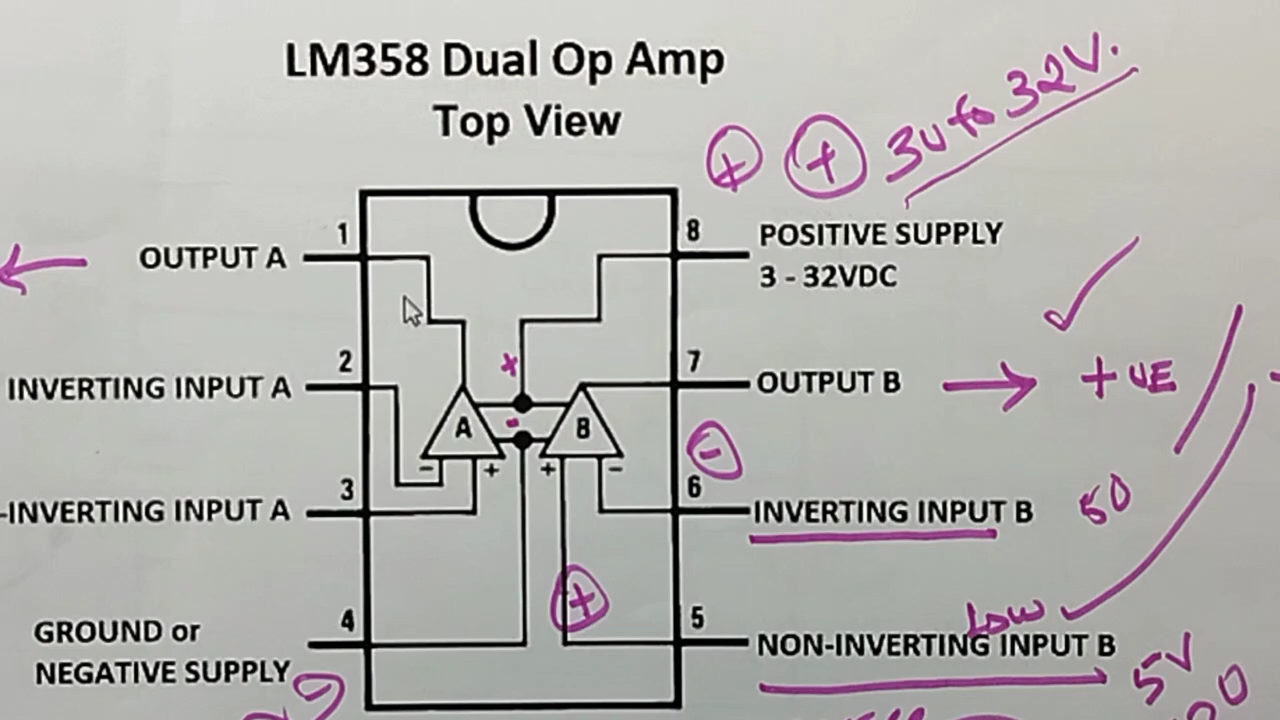 LM358 Dual Op Amp
Top View
+ + 3V to 32V.
1 8
OUTPUT A POSITIVE SUPPLY
3 - 32VDC
2 7
INVERTING INPUT A OUTPUT B +VE
+
-
A B
- + + -
-
3 6
-INVERTING INPUT A INVERTING INPUT B 50
+
4 5
Low
GROUND or NON-INVERTING INPUT B
NEGATIVE SUPPLY 5V
-